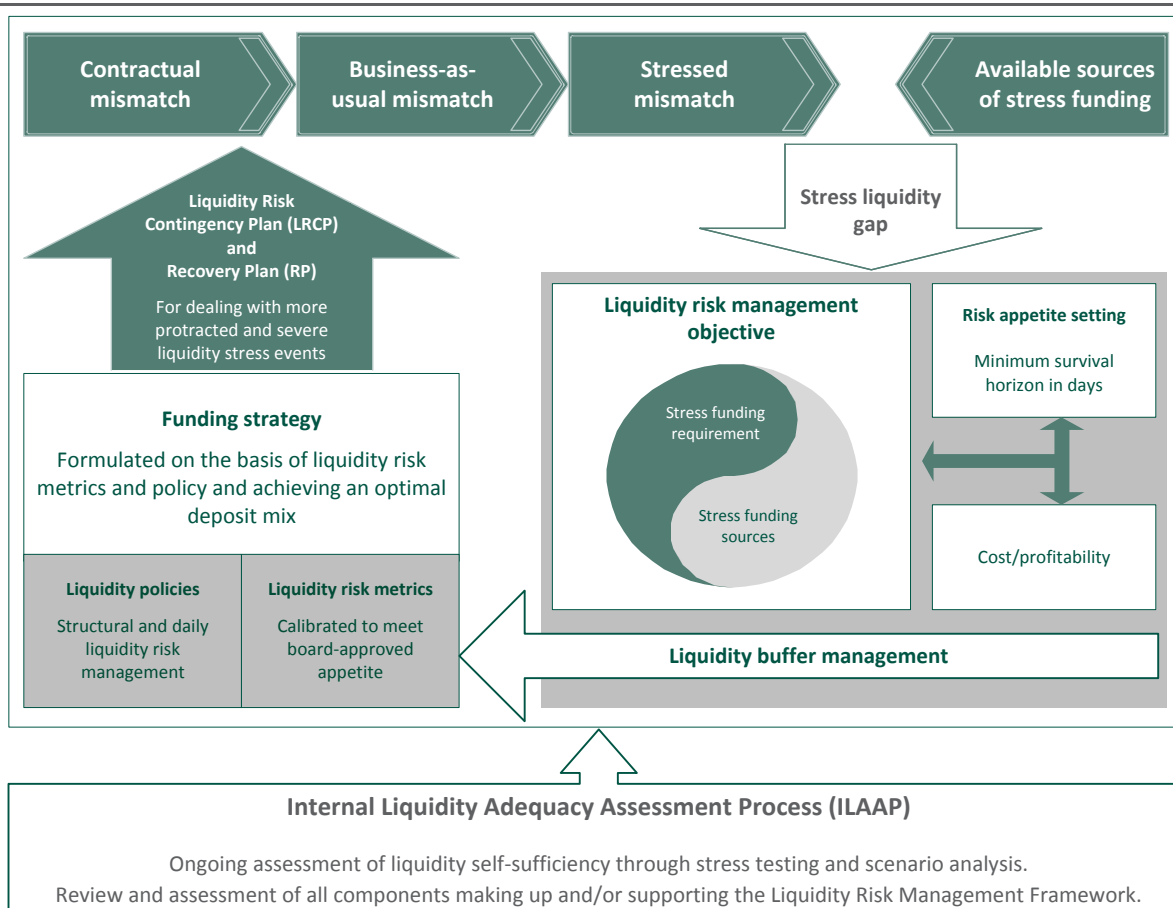 Contractual
mismatch
Business-as-
usual mismatch
Stressed
mismatch
Available sources
of stress funding
Liquidity Risk
Contingency Plan (LRCP)
and
Recovery Plan (RP)
For dealing with more
protracted and severe
liquidity stress events
Stress liquidity
gap
Funding strategy
Formulated on the basis of liquidity risk
metrics and policy and achieving an optimal
deposit mix
Liquidity policies
Structural and daily
liquidity risk
management
Liquidity risk metrics
Calibrated to meet
board-approved
appetite
Liquidity risk management
objective
Stress funding
requirement
Stress funding
sources
Risk appetite setting
Minimum survival
horizon in days
Cost/profitability
Liquidity buffer management
Internal Liquidity Adequacy Assessment Process (ILAAP)
Ongoing assessment of liquidity self-sufficiency through stress testing and scenario analysis.
Review and assessment of all components making up and/or supporting the Liquidity Risk Management Framework.